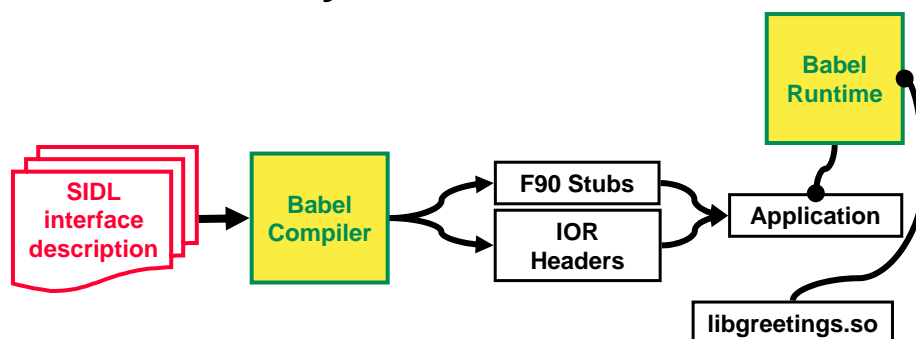 SIDL
interface
description
Babel
Compiler
F90 Stubs
IOR
Headers
Babel
Runtime
Application
libgreetings.so